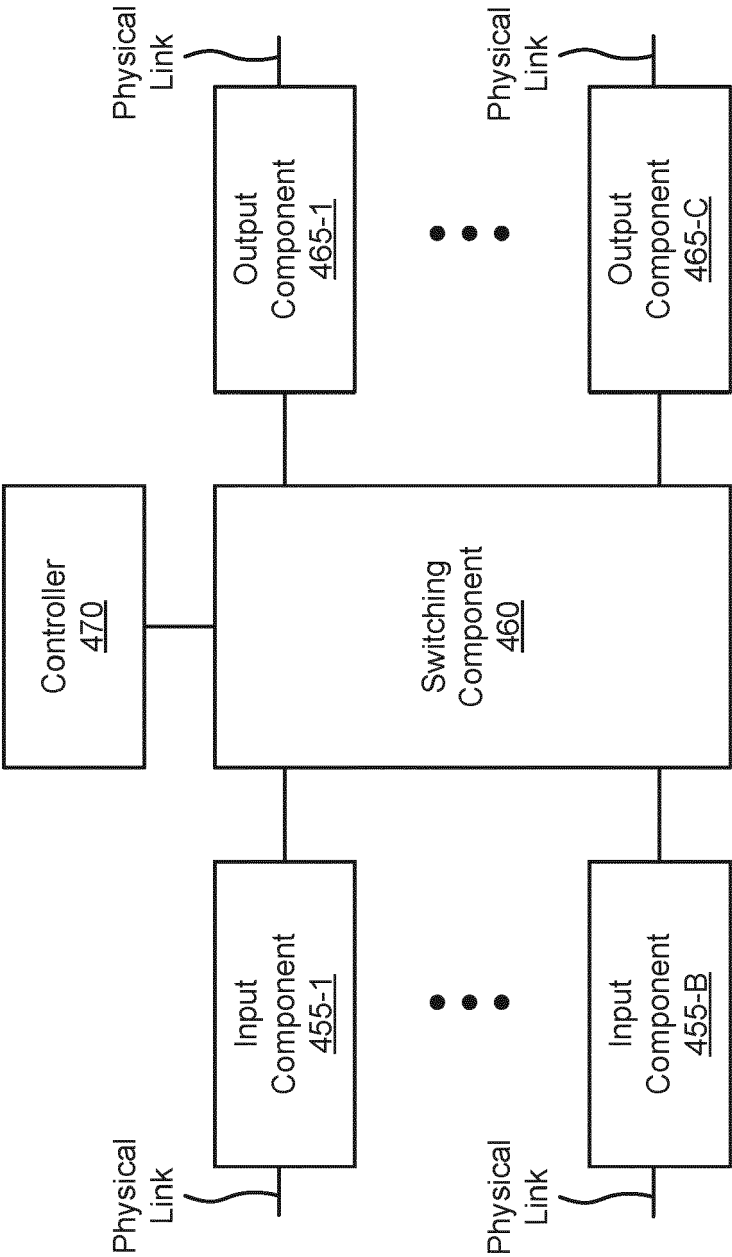 Controller
470
Physical
Link
Input
Component
455-1
Switching
Component
460
Output
Component
465-1
Physical
Link
Physical
Link
Input
Component
455-B
Output
Component
465-C
Physical
Link